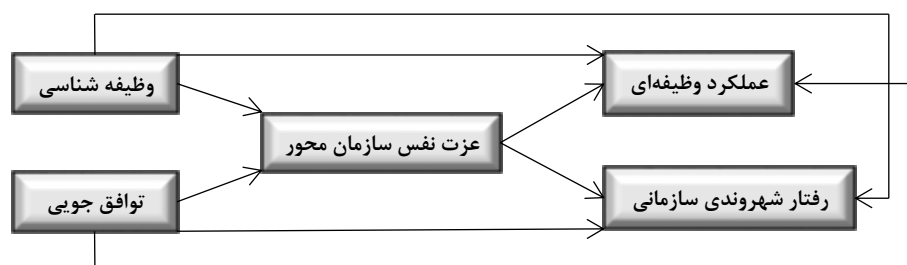 وظیفه شناسی
عملکرد وظیفه‌ای
عزت نفس سازمان محور
توافق جویی
رفتار شهروندی سازمانی